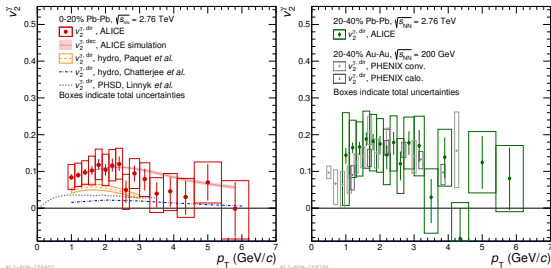 v₂^γ
0-20% Pb-Pb, √s_NN = 2.76 TeV
v₂^γ,dir, ALICE
v₂^γ,dec, ALICE simulation
v₂^γ,dir, hydro, Paquet et al.
v₂^γ,dir, hydro, Chatterjee et al.
v₂^γ,dir, PHSD, Linnyk et al.
Boxes indicate total uncertainties
0.5
0.4
0.3
0.2
0.1
0
0 1 2 3 4 5 6 7
p_T (GeV/c)
v₂^γ
20-40% Pb-Pb, √s_NN = 2.76 TeV
v₂^γ,dir, ALICE
20-40% Au-Au, √s_NN = 200 GeV
v₂^γ,dir, PHENIX conv.
v₂^γ,dir, PHENIX calo.
Boxes indicate total uncertainties
0.5
0.4
0.3
0.2
0.1
0
0 1 2 3 4 5 6 7
p_T (GeV/c)